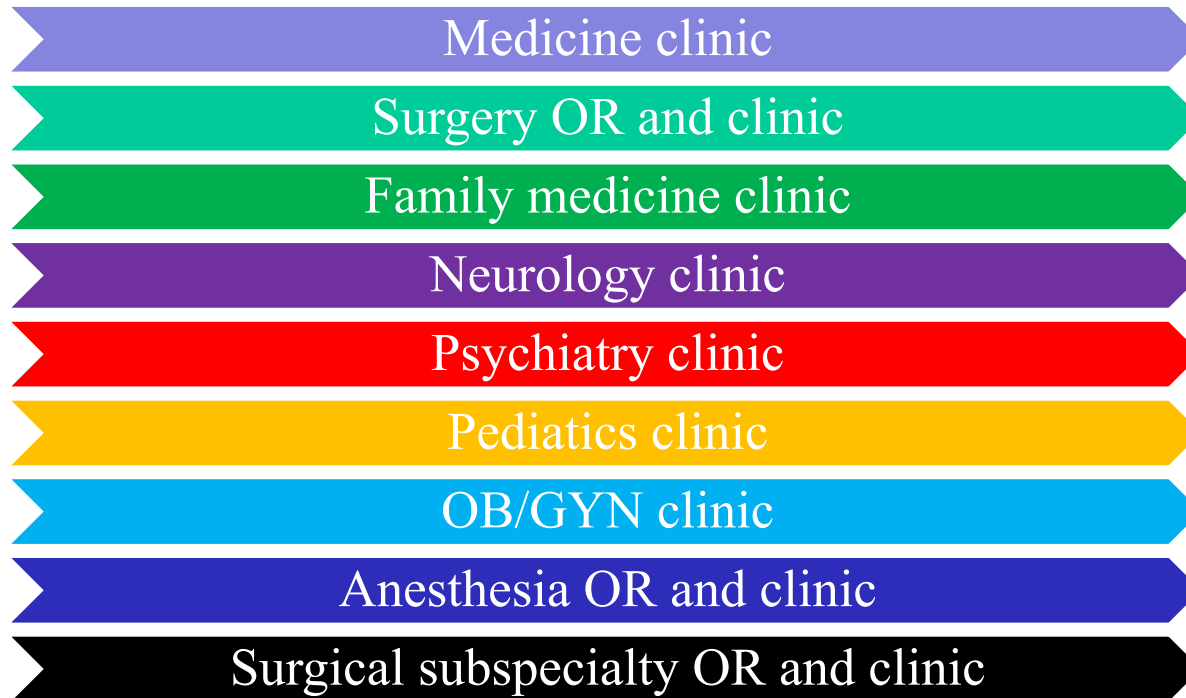 Medicine clinic
Surgery OR and clinic
Family medicine clinic
Neurology clinic
Psychiatry clinic
Pediatics clinic
OB/GYN clinic
Anesthesia OR and clinic
Surgical subspecialty OR and clinic